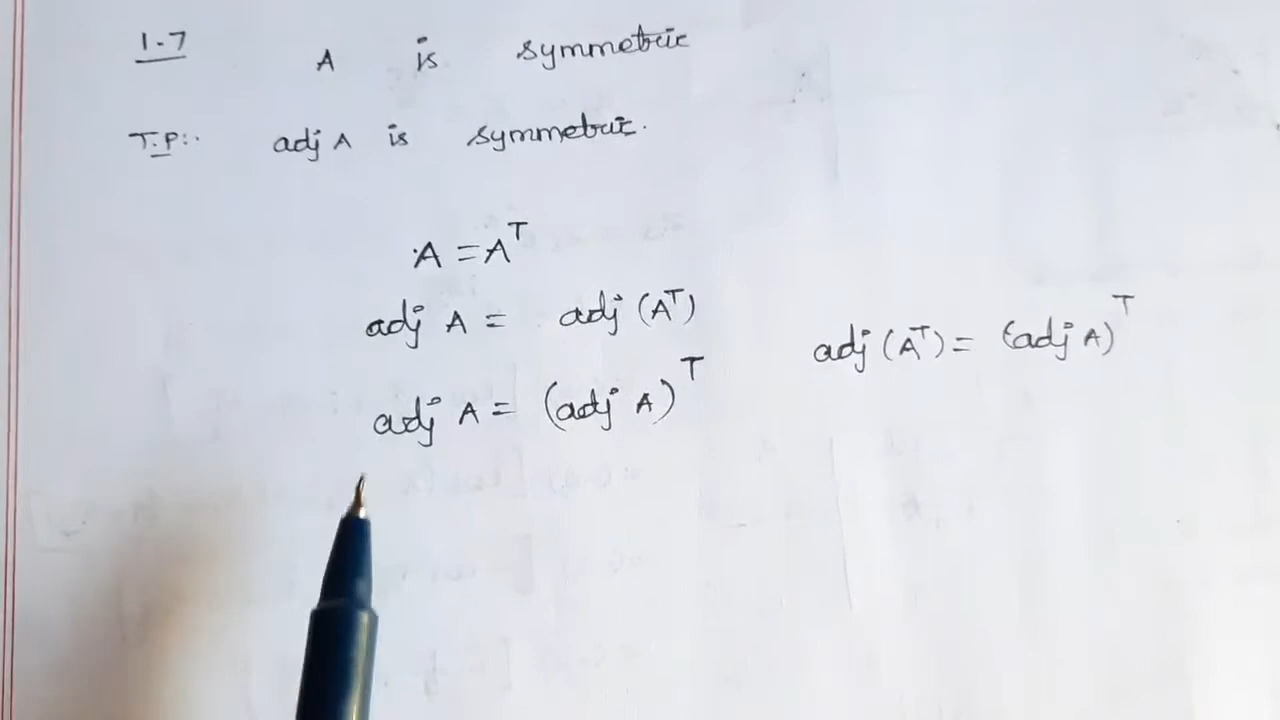 1.7 A is symmetric
T.P:. adj A is symmetric.
A = A^T
adj A = adj (A^T)
adj (A^T) = (adj A)^T
adj A = (adj A)^T